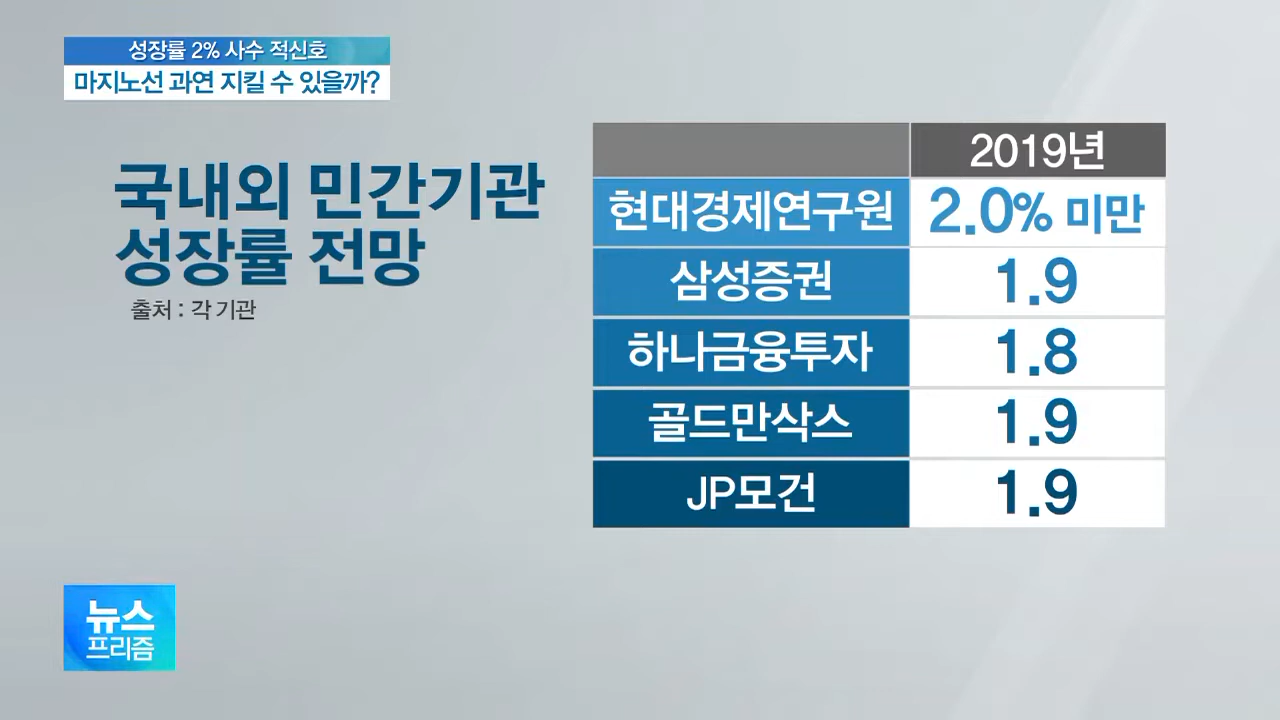 성장률 2% 사수 적신호
마지노선 과연 지킬 수 있을까?
국내외 민간기관
성장률 전망
출처 : 각 기관
2019년
현대경제연구원 2.0% 미만
삼성증권 1.9
하나금융투자 1.8
골드만삭스 1.9
JP모건 1.9
뉴스
프리즘